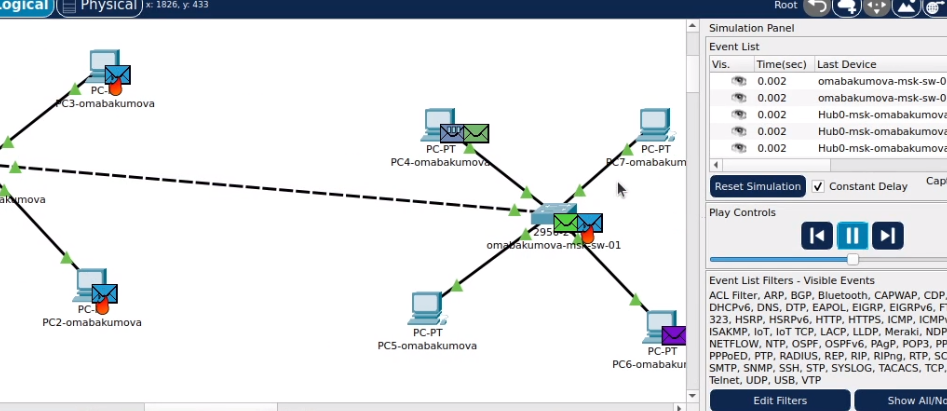 Logical
Physical
x: 1826, y: 433
Root
Simulation Panel
Event List
Vis. Time(sec) Last Device
0.002 omabakumova-msk-sw-0
0.002 omabakumova-msk-sw-0
0.002 Hub0-msk-omabakumova
0.002 Hub0-msk-omabakumova
0.002 Hub0-msk-omabakumova
Reset Simulation
Constant Delay
Capt
Play Controls
Event List Filters - Visible Events
ACL Filter, ARP, BGP, Bluetooth, CAPWAP, CDP,
DHCPv6, DNS, DTP, EAPOL, EIGRP, EIGRPv6, FT
323, HSRP, HSRPv6, HTTP, HTTPS, ICMP, ICMPv
ISAKMP, IoT, IoT TCP, LACP, LLDP, Meraki, NDP
NETFLOW, NTP, OSPF, OSPFv6, PAgP, POP3, PP
PPPoED, PTP, RADIUS, REP, RIP, RIPng, RTP, SC
SMTP, SNMP, SSH, STP, SYSLOG, TACACS, TCP,
Telnet, UDP, USB, VTP
Edit Filters
Show All/No
PC-
PC3-omabakumova
PC-PT
PC4-omabakumova
PC-PT
PC7-omabakum
akumova
2950-2
omabakumova-msk-sw-01
PC-
PC2-omabakumova
PC-PT
PC5-omabakumova
PC-PT
PC6-omabakur